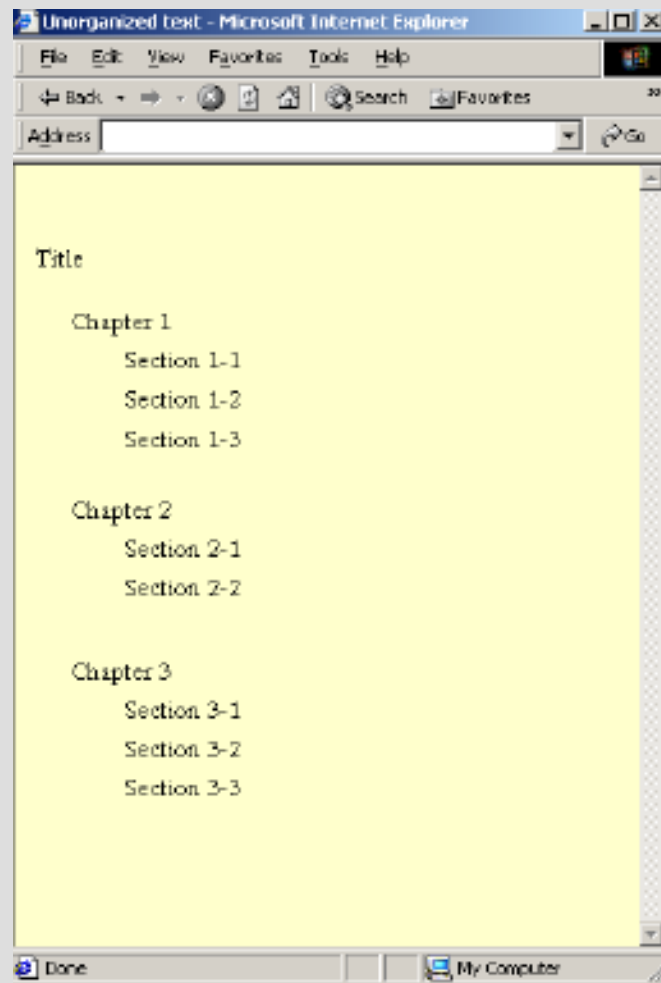 Unorganized text - Microsoft Internet Explorer
File Edit View Favorites Tools Help
Back Search Favorites »
Address Go
Title
Chapter 1
Section 1-1
Section 1-2
Section 1-3
Chapter 2
Section 2-1
Section 2-2
Chapter 3
Section 3-1
Section 3-2
Section 3-3
Done My Computer